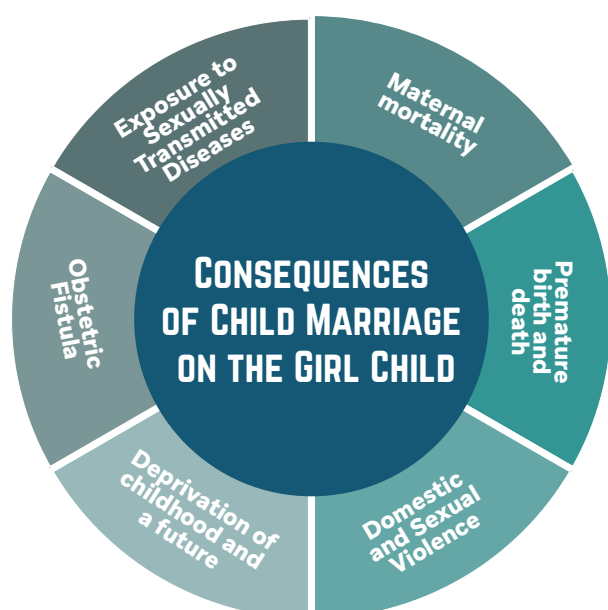 Consequences
of Child Marriage
on the Girl Child
Maternal
mortality
Premature
birth and
death
Domestic
and Sexual
Violence
Deprivation of
childhood and
a future
Obstetric
Fistula
Exposure to
Sexually
Transmitted
Diseases